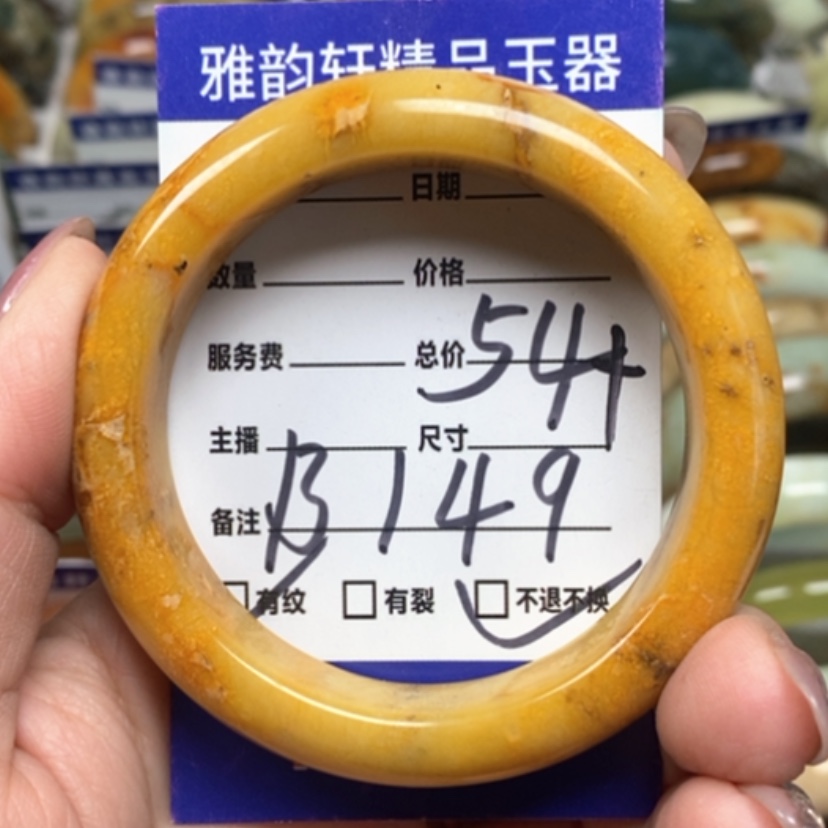 雅韵轩精品玉器
日期
数量 价格
服务费 总价 54
主播 尺寸
备注 B149
有纹 有裂 不退不换